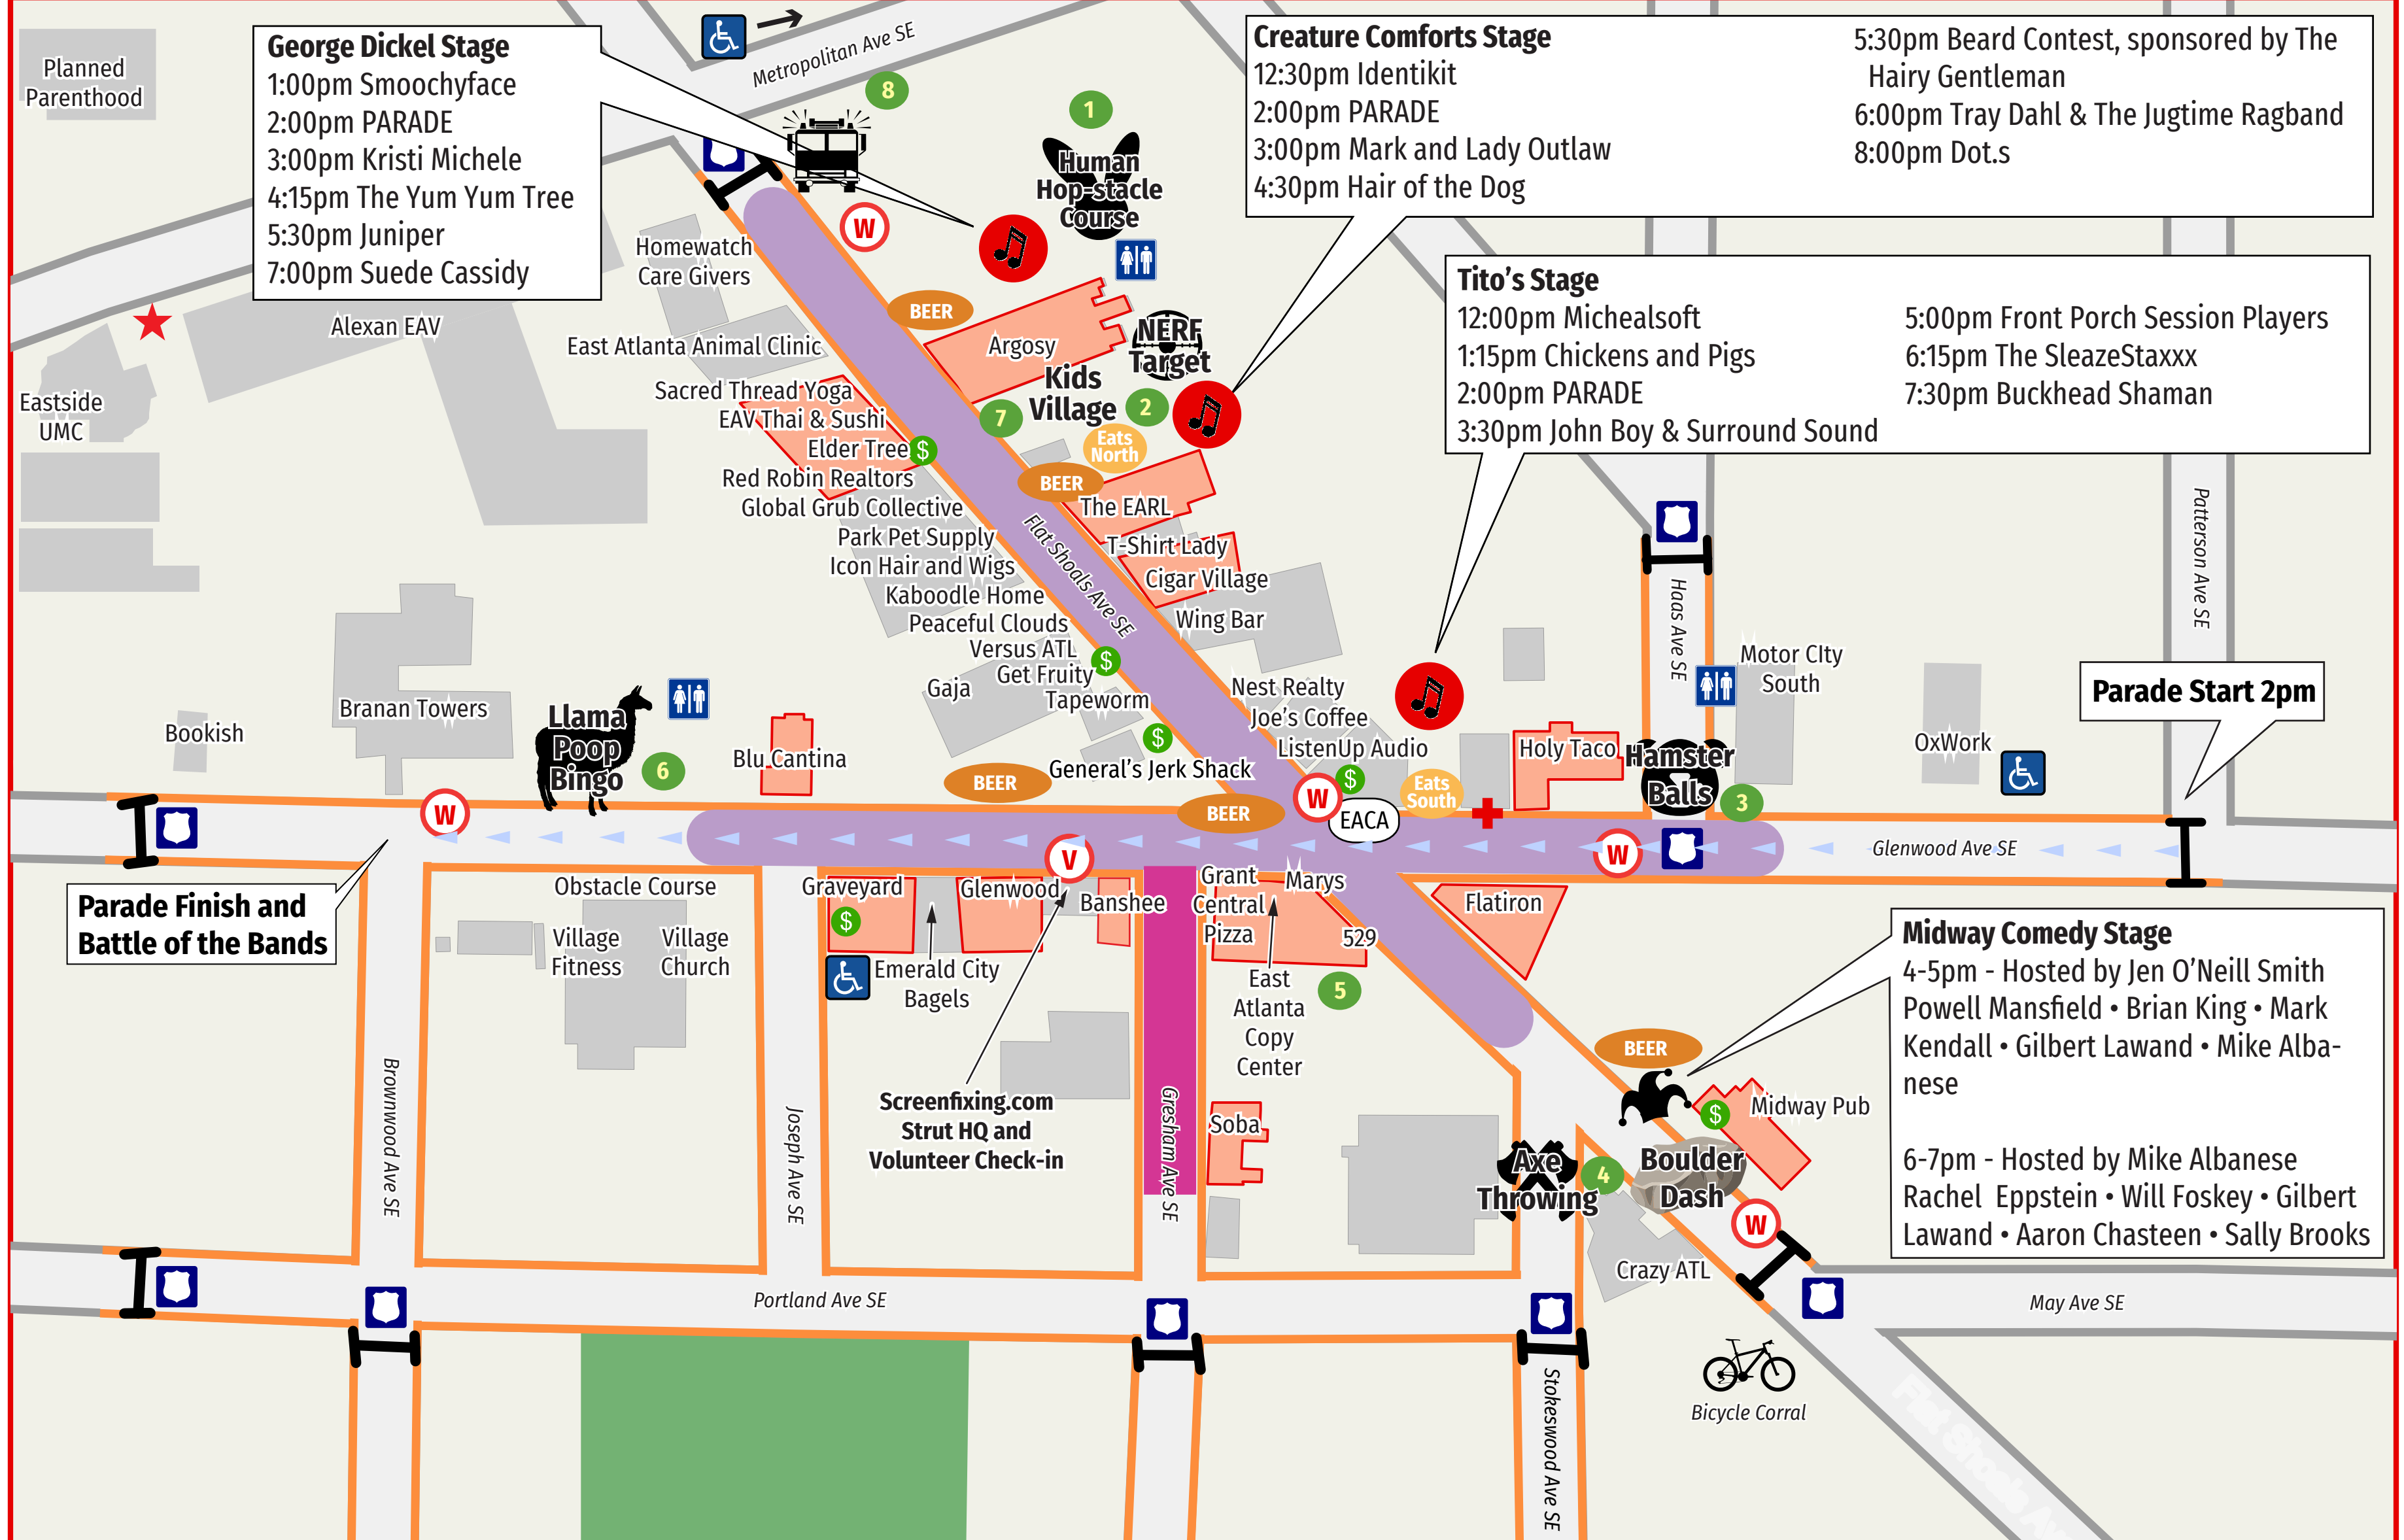 George Dickel Stage
1:00pm Smoochyface
2:00pm PARADE
3:00pm Kristi Michele
4:15pm The Yum Yum Tree
5:30pm Juniper
7:00pm Suede Cassidy
Creature Comforts Stage
12:30pm Identikit
2:00pm PARADE
3:00pm Mark and Lady Outlaw
4:30pm Hair of the Dog
5:30pm Beard Contest, sponsored by The
Hairy Gentleman
6:00pm Tray Dahl & The Jugtime Ragband
8:00pm Dot.s
Tito's Stage
12:00pm Michealsoft
1:15pm Chickens and Pigs
2:00pm PARADE
3:30pm John Boy & Surround Sound
5:00pm Front Porch Session Players
6:15pm The SleazeStaxxx
7:30pm Buckhead Shaman
Planned
Parenthood
Metropolitan Ave SE
8
1
Human
Hop-stacle
Course
W
Homewatch
Care Givers
BEER
Alexan EAV
East Atlanta Animal Clinic
Argosy
NERF
Target
Kids
Village
7
2
Eats
North
Eastside
UMC
Sacred Thread Yoga
EAV Thai & Sushi
Elder Tree
$
Red Robin Realtors
Global Grub Collective
Park Pet Supply
Icon Hair and Wigs
Kaboodle Home
Peaceful Clouds
Versus ATL
Get Fruity
$
Gaja
Tapeworm
$
General's Jerk Shack
BEER
The EARL
T-Shirt Lady
Cigar Village
Wing Bar
Flat Shoals Ave SE
Nest Realty
Joe's Coffee
ListenUp Audio
W
$
EACA
Eats
South
Holy Taco
Haas Ave SE
Motor CIty
South
Hamster
Balls
3
OxWork
Patterson Ave SE
Parade Start 2pm
Bookish
Branan Towers
Llama
Poop
Bingo
6
Blu Cantina
BEER
BEER
W
V
W
Glenwood Ave SE
Parade Finish and
Battle of the Bands
Obstacle Course
Village
Fitness
Village
Church
Graveyard
$
Emerald City
Bagels
Glenwood
Banshee
Grant
Central
Pizza
Marys
529
East
Atlanta
Copy
Center
5
Flatiron
Screenfixing.com
Strut HQ and
Volunteer Check-in
Soba
Brownwood Ave SE
Joseph Ave SE
Gresham Ave SE
Midway Comedy Stage
4-5pm - Hosted by Jen O'Neill Smith
Powell Mansfield • Brian King • Mark
Kendall • Gilbert Lawand • Mike Alba-
nese
6-7pm - Hosted by Mike Albanese
Rachel Eppstein • Will Foskey • Gilbert
Lawand • Aaron Chasteen • Sally Brooks
BEER
$
Midway Pub
Axe
Throwing
4
Boulder
Dash
W
Crazy ATL
Portland Ave SE
May Ave SE
Stokeswood Ave SE
Bicycle Corral
Flat Shoals Av